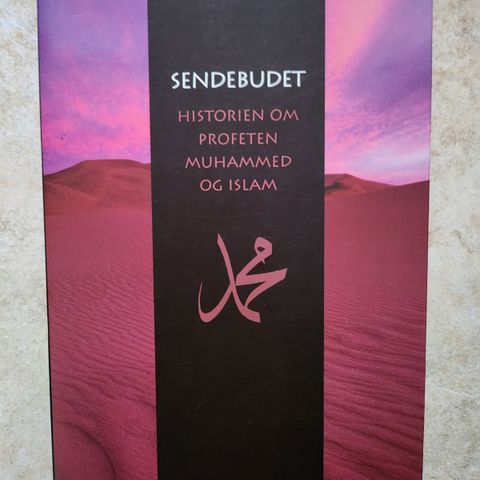 SENDEBUDET
HISTORIEN OM
PROFETEN
MUHAMMED
OG ISLAM
محمد